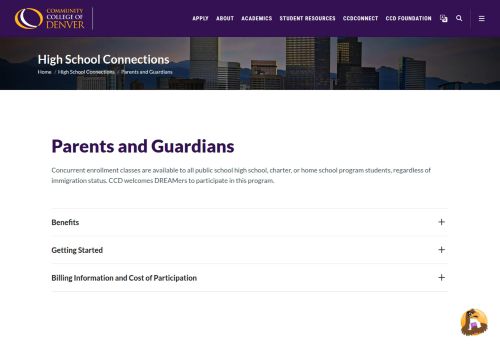 COMMUNITY
COLLEGE OF
DENVER
APPLY ABOUT ACADEMICS STUDENT RESOURCES CCDCONNECT CCD FOUNDATION
High School Connections
Home / High School Connections / Parents and Guardians
Parents and Guardians
Concurrent enrollment classes are available to all public school high school, charter, or home school program students, regardless of
immigration status. CCD welcomes DREAMers to participate in this program.
Benefits
Getting Started
Billing Information and Cost of Participation